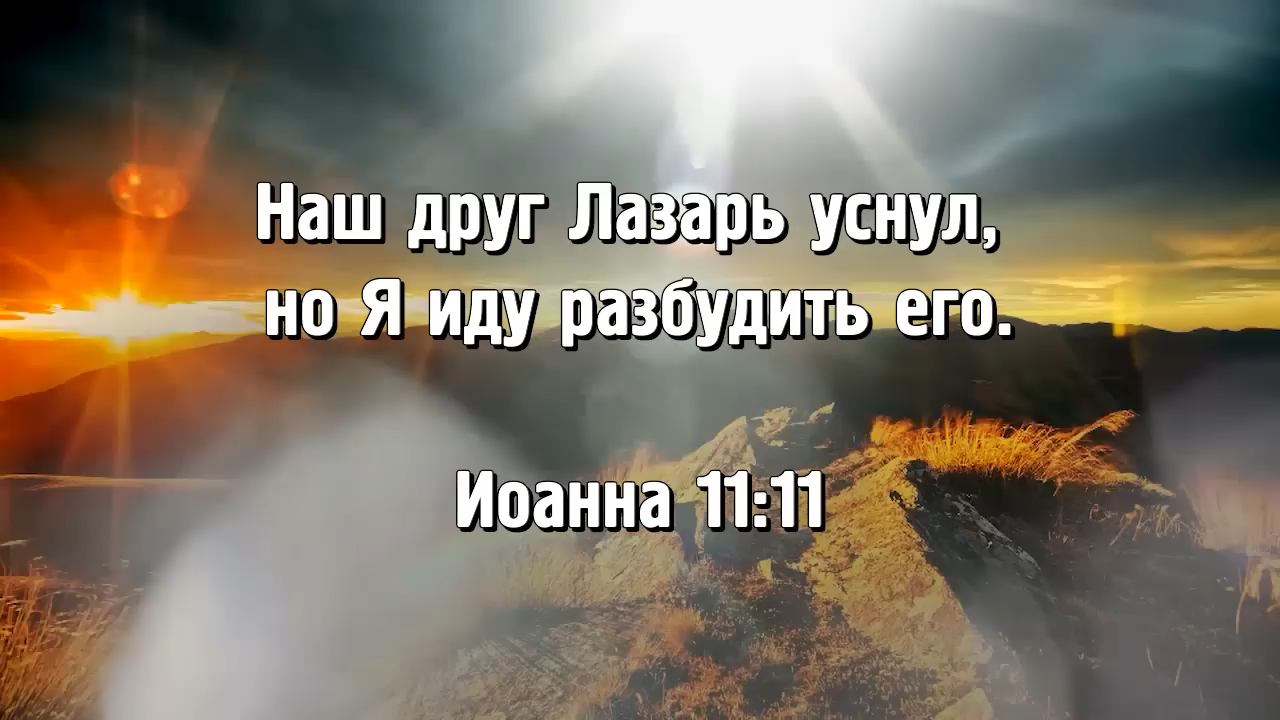 Наш друг Лазарь уснул,
но Я иду разбудить его.
Иоанна 11:11